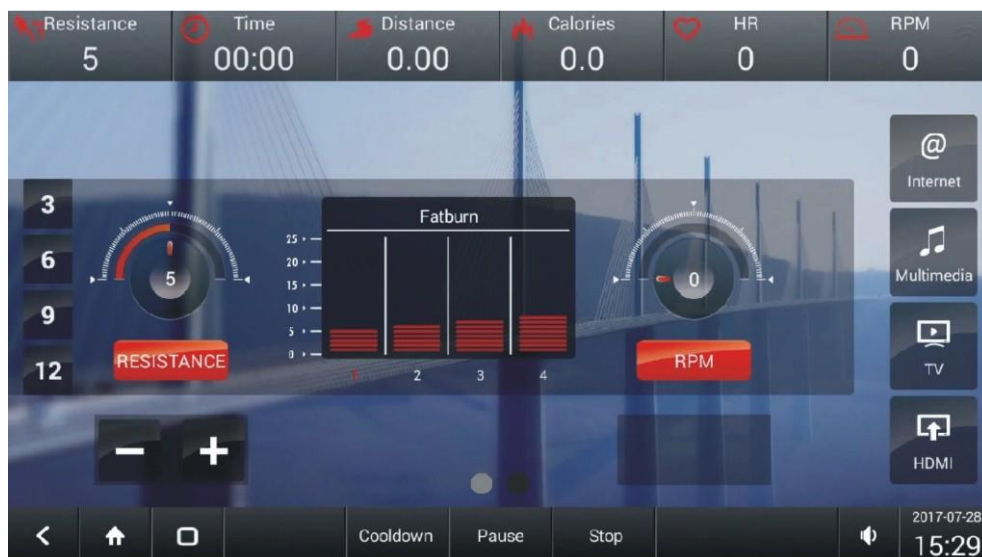 Resistance
5
Time
00:00
Distance
0.00
Calories
0.0
HR
0
RPM
0
3
6
9
12
5
RESISTANCE
Fatburn
25
20
15
10
5
0
1 2 3 4
0
RPM
@
Internet
Multimedia
TV
HDMI
Cooldown
Pause
Stop
2017-07-28
15:29